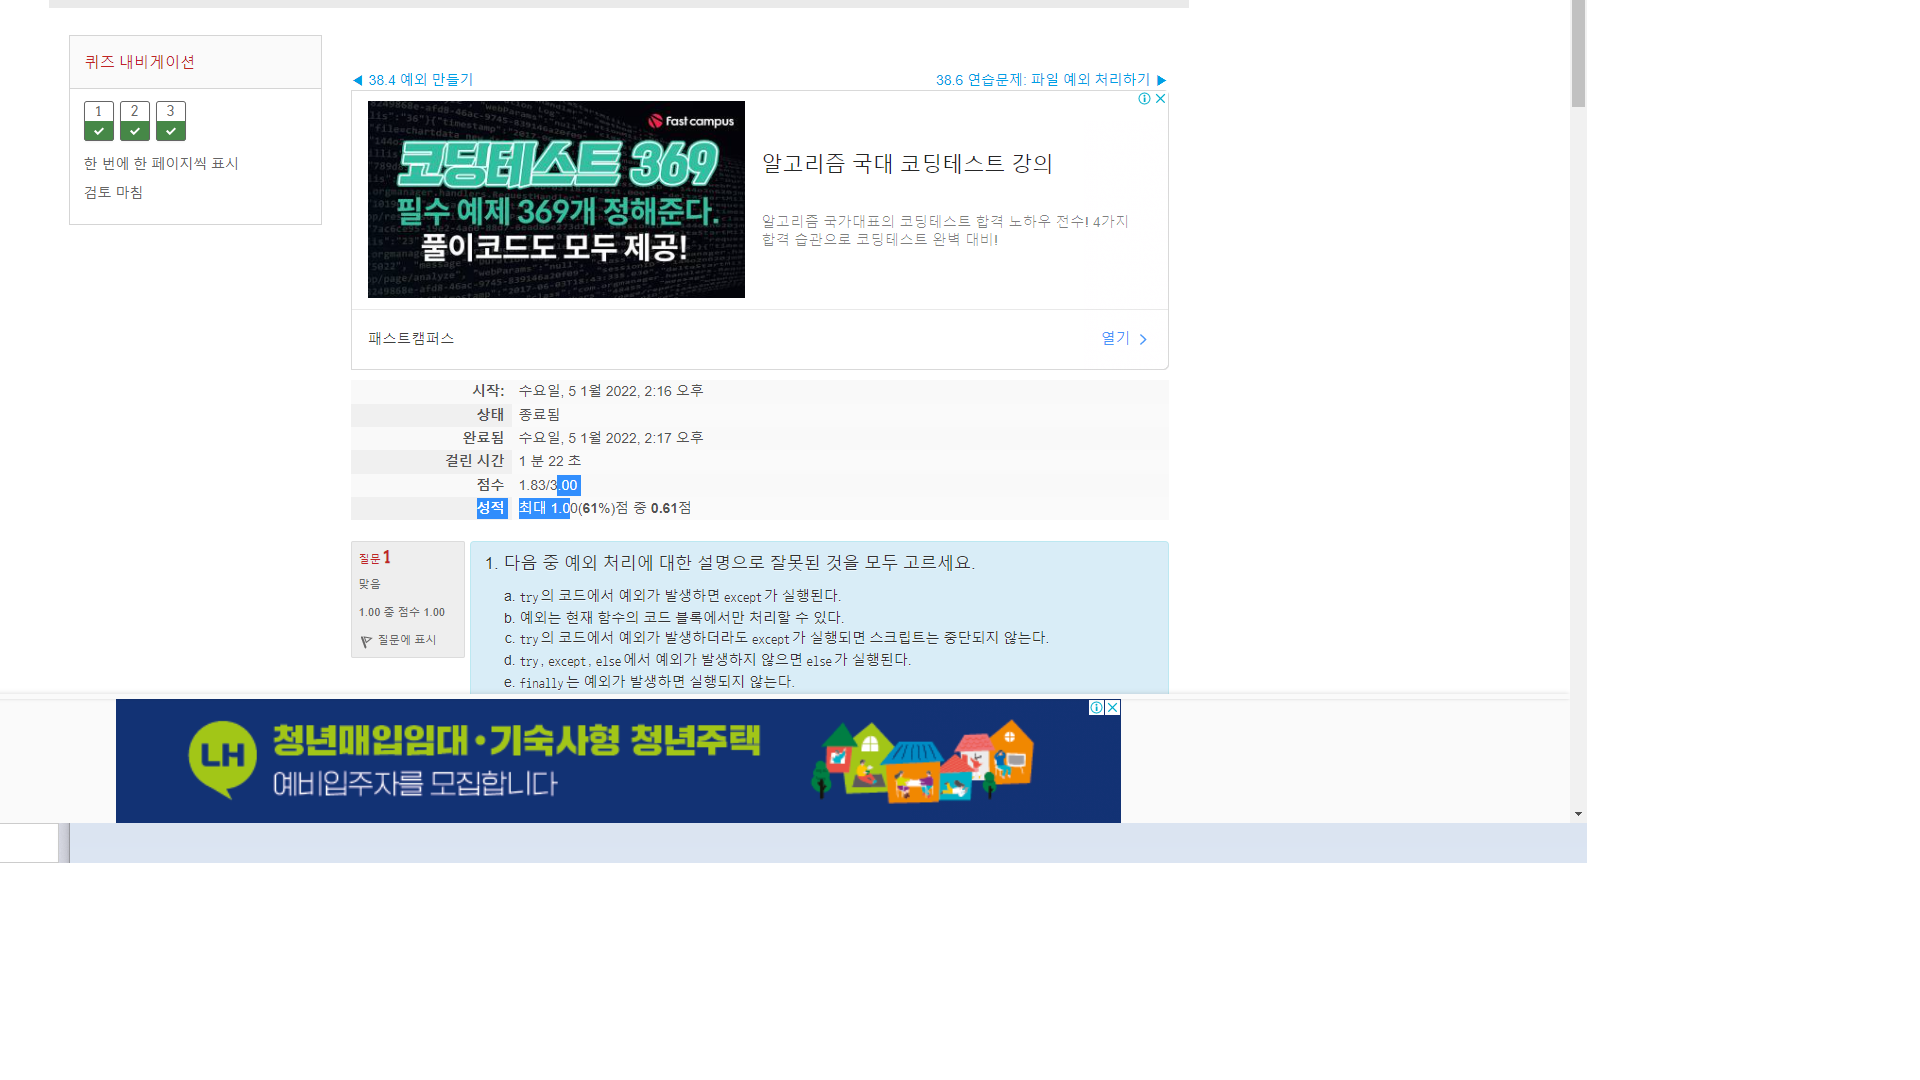 퀴즈 내비게이션
1 2 3
한 번에 한 페이지씩 표시
검토 마침
◀ 38.4 예외 만들기
38.6 연습문제: 파일 예외 처리하기 ▶
fast campus
코딩테스트 369
필수 예제 369개 정해준다.
풀이코드도 모두 제공!
알고리즘 국대 코딩테스트 강의
알고리즘 국가대표의 코딩테스트 합격 노하우 전수! 4가지
합격 습관으로 코딩테스트 완벽 대비!
패스트캠퍼스
열기
시작: 수요일, 5 1월 2022, 2:16 오후
상태 종료됨
완료됨 수요일, 5 1월 2022, 2:17 오후
걸린 시간 1 분 22 초
점수 1.83/3.00
성적 최대 1.00(61%)점 중 0.61점
질문 1
맞음
1.00 중 점수 1.00
질문에 표시
1. 다음 중 예외 처리에 대한 설명으로 잘못된 것을 모두 고르세요.
a. try의 코드에서 예외가 발생하면 except가 실행된다.
b. 예외는 현재 함수의 코드 블록에서만 처리할 수 있다.
c. try의 코드에서 예외가 발생하더라도 except가 실행되면 스크립트는 중단되지 않는다.
d. try, except, else에서 예외가 발생하지 않으면 else가 실행된다.
e. finally는 예외가 발생하면 실행되지 않는다.
LH
청년매입임대·기숙사형 청년주택
예비입주자를 모집합니다